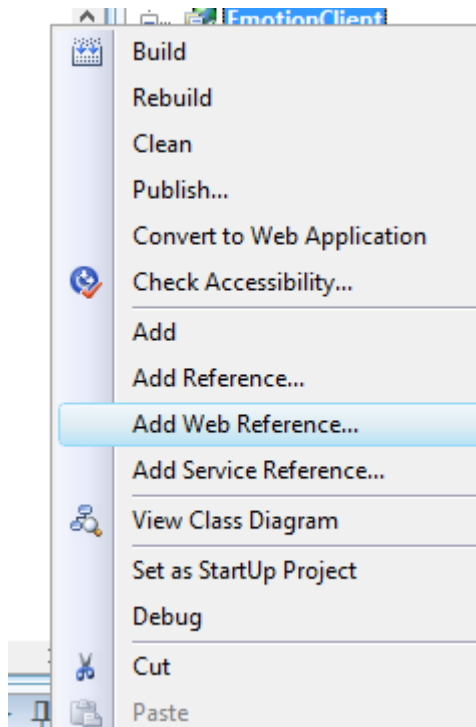 EmotionClient
Build
Rebuild
Clean
Publish...
Convert to Web Application
Check Accessibility...
Add
Add Reference...
Add Web Reference...
Add Service Reference...
View Class Diagram
Set as StartUp Project
Debug
Cut
Paste